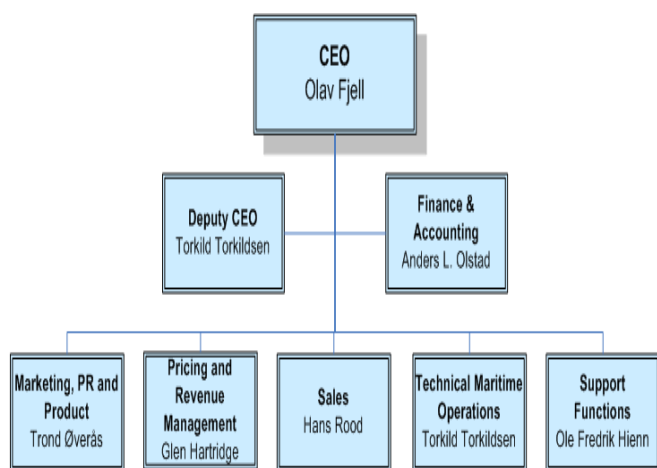 CEO
Olav Fjell
Deputy CEO
Torkild Torkildsen
Finance &
Accounting
Anders L. Olstad
Marketing, PR and
Product
Trond Øverås
Pricing and
Revenue
Management
Glen Hartridge
Sales
Hans Rood
Technical Maritime
Operations
Torkild Torkildsen
Support
Functions
Ole Fredrik Hienn